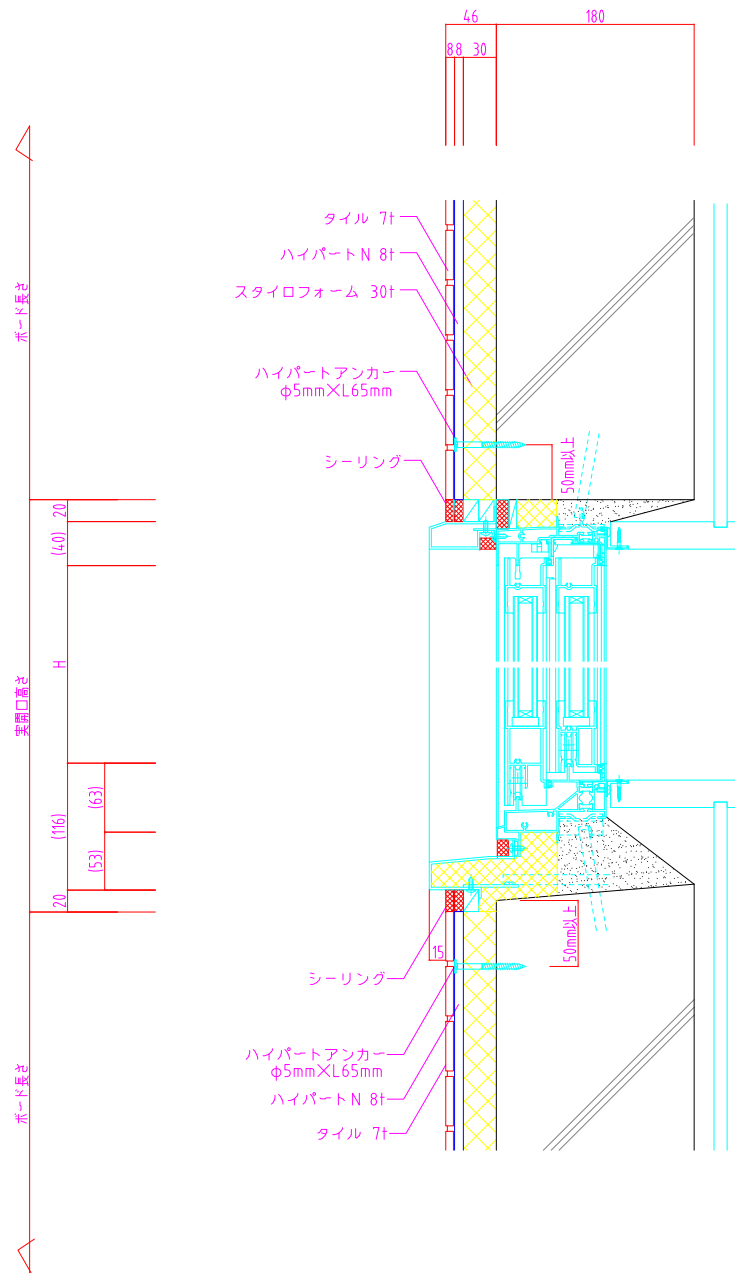 46
180
8
8
30
タイル 7t
ハイパートN 8t
スタイロフォーム 30t
ハイパートアンカー
φ5mm×L65mm
シーリング
50mm以上
ボード長さ
20
(40)
H
実開口高さ
(63)
(116)
(53)
20
15
50mm以上
シーリング
ハイパートアンカー
φ5mm×L65mm
ハイパートN 8t
タイル 7t
ボード長さ